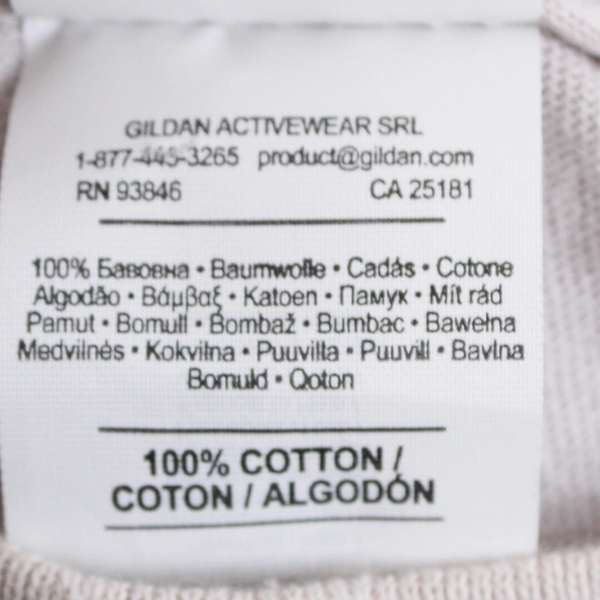 GILDAN ACTIVEWEAR SRL
1-877-445-3265 product@gildan.com
RN 93846 CA 25181
100% Бавовна • Baumwolle • Cadás • Cotone
Algodão • Βάμβαξ • Katoen • Памук • Mít rád
Pamut • Bomull • Bombaž • Bumbac • Bawełna
Medvilnės • Kokvilna • Puuvilla • Puuvill • Bavlna
Bomuld • Qoton
100% COTTON /
COTON / ALGODÓN